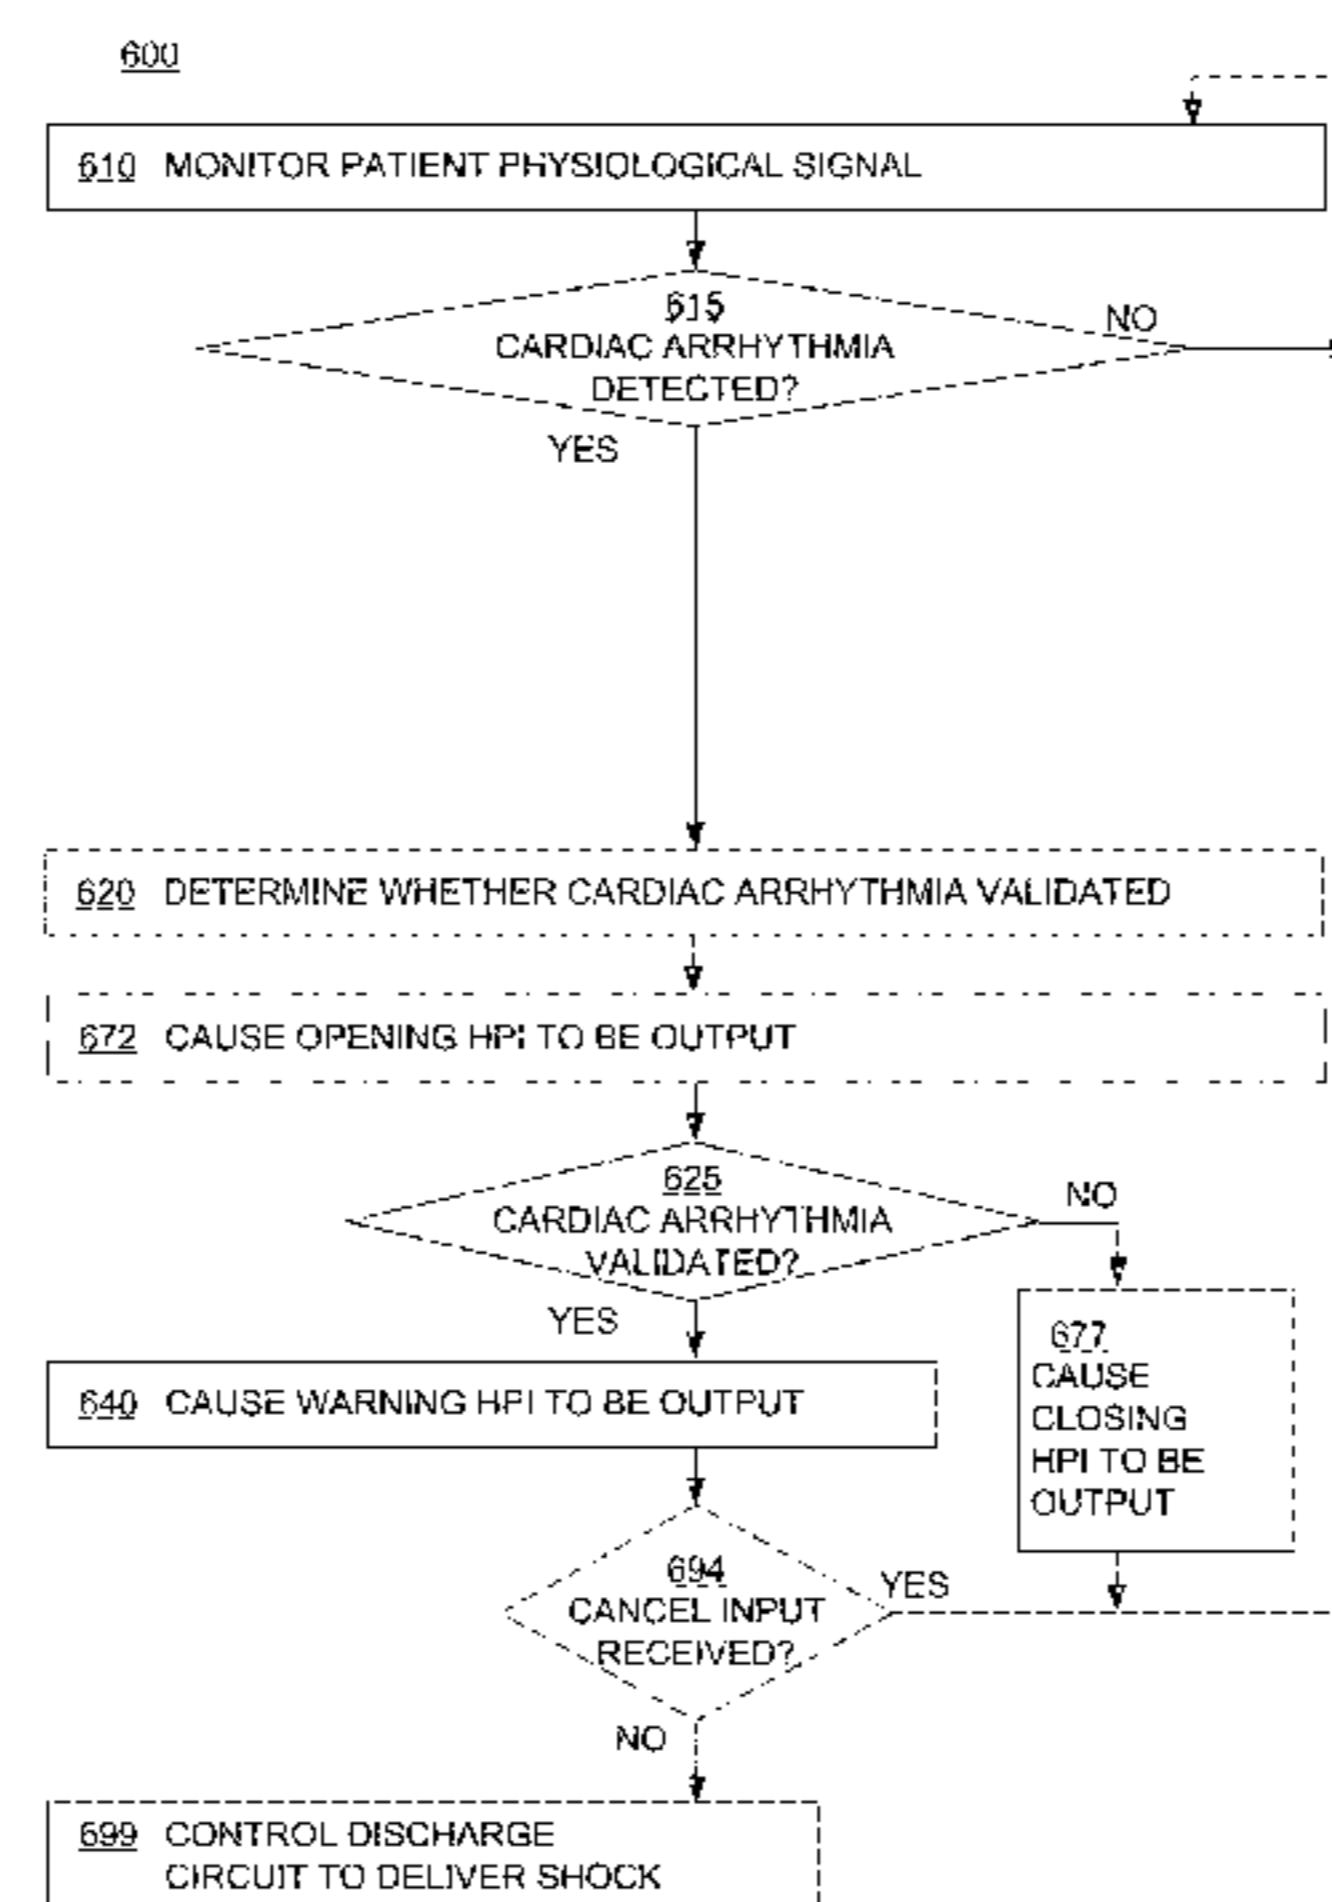 600
610 MONITOR PATIENT PHYSIOLOGICAL SIGNAL
615
CARDIAC ARRHYTHMIA
DETECTED?
NO
YES
620 DETERMINE WHETHER CARDIAC ARRHYTHMIA VALIDATED
672 CAUSE OPENING HPI TO BE OUTPUT
625
CARDIAC ARRHYTHMIA
VALIDATED?
NO
YES
677
CAUSE
CLOSING
HPI TO BE
OUTPUT
640 CAUSE WARNING HPI TO BE OUTPUT
694
CANCEL INPUT
RECEIVED?
YES
NO
699 CONTROL DISCHARGE
CIRCUIT TO DELIVER SHOCK